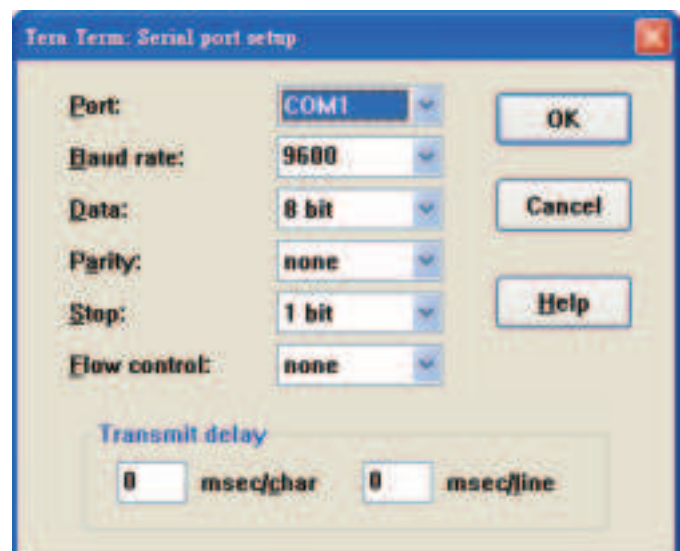 Tera Term: Serial port setup
Port: COM1
OK
Baud rate: 9600
Data: 8 bit
Cancel
Parity: none
Stop: 1 bit
Help
Flow control: none
Transmit delay
0 msec/char 0 msec/line